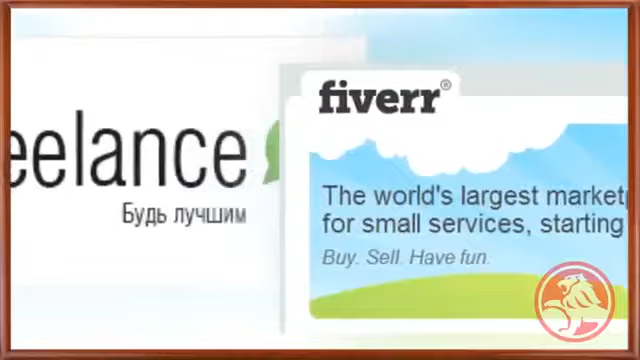 eelance
Будь лучшим
fiverr®
The world's largest market
for small services, starting
Buy. Sell. Have fun.